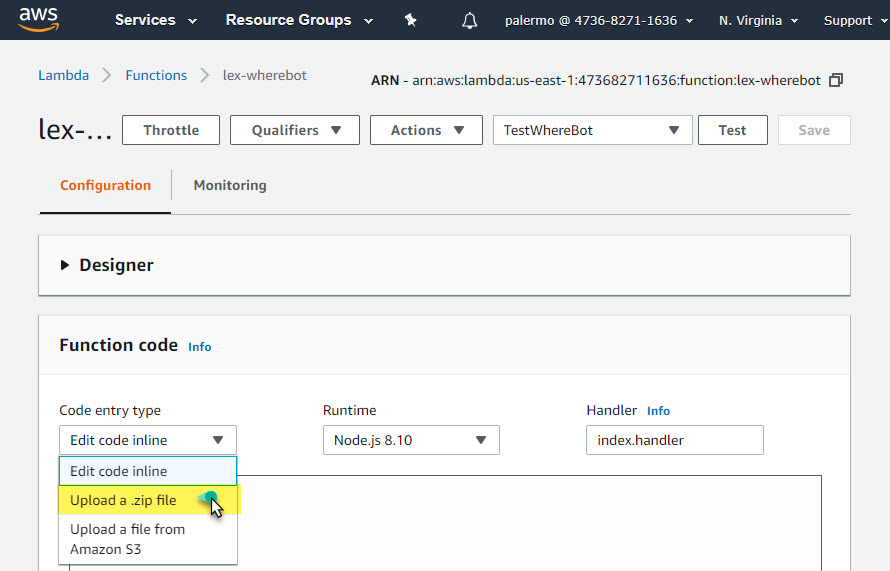 aws Services Resource Groups palermo @ 4736-8271-1636 N. Virginia Support
Lambda Functions lex-wherebot
ARN - arn:aws:lambda:us-east-1:473682711636:function:lex-wherebot
lex-... Throttle Qualifiers Actions TestWhereBot Test Save
Configuration Monitoring
Designer
Function code Info
Code entry type Runtime Handler Info
Edit code inline Node.js 8.10 index.handler
Edit code inline
Upload a .zip file
Upload a file from
Amazon S3